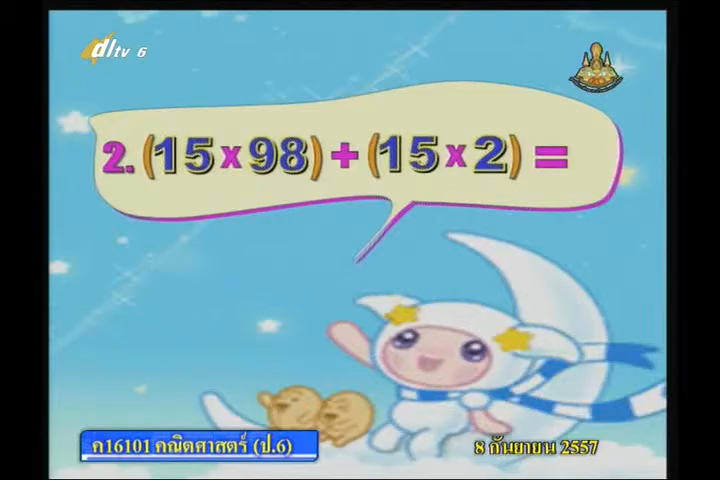 dltv 6
2. (15 x 98) + (15 x 2) =
ค16101 คณิตศาสตร์ (ป.6)
8 กันยายน 2557